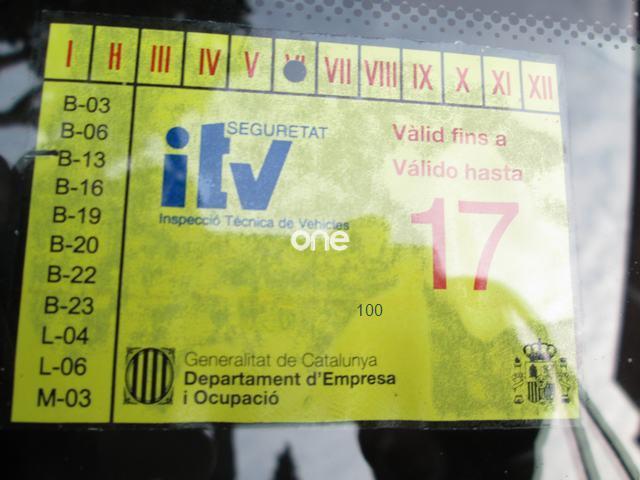 I H III IV V VI VII VIII IX X XI XII
B-03
B-06
B-13
B-16
B-19
B-20
B-22
B-23
L-04
L-06
M-03
SEGURETAT
itv
Inspecció Tècnica de Vehicles
Vàlid fins a
Válido hasta
17
one
100
Generalitat de Catalunya
Departament d'Empresa
i Ocupació